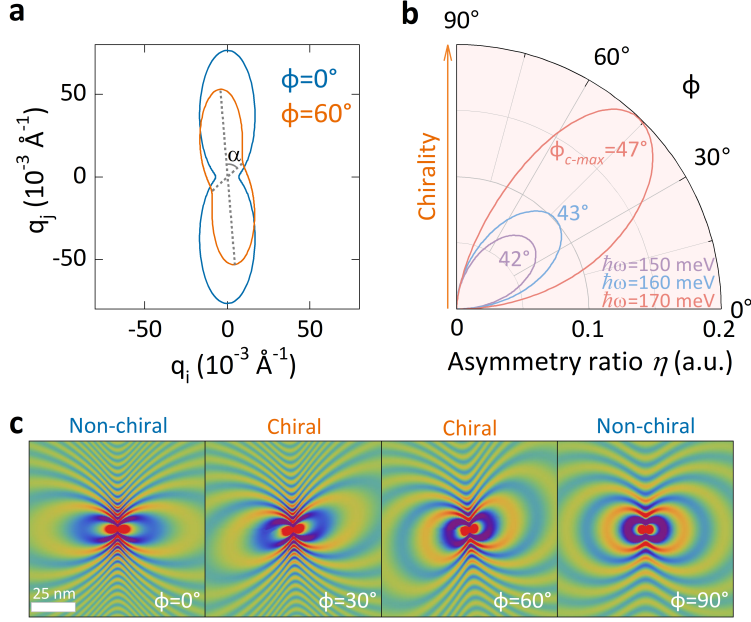 a
ϕ=0°
ϕ=60°
α
50
0
-50
q_j (10⁻³ Å⁻¹)
-50
0
50
q_i (10⁻³ Å⁻¹)
b
90°
60°
ϕ
30°
0°
Chirality
ϕ_c-max=47°
43°
42°
ħω=150 meV
ħω=160 meV
ħω=170 meV
0
0.1
0.2
Asymmetry ratio η (a.u.)
c
Non-chiral
Chiral
Chiral
Non-chiral
25 nm
ϕ=0°
ϕ=30°
ϕ=60°
ϕ=90°